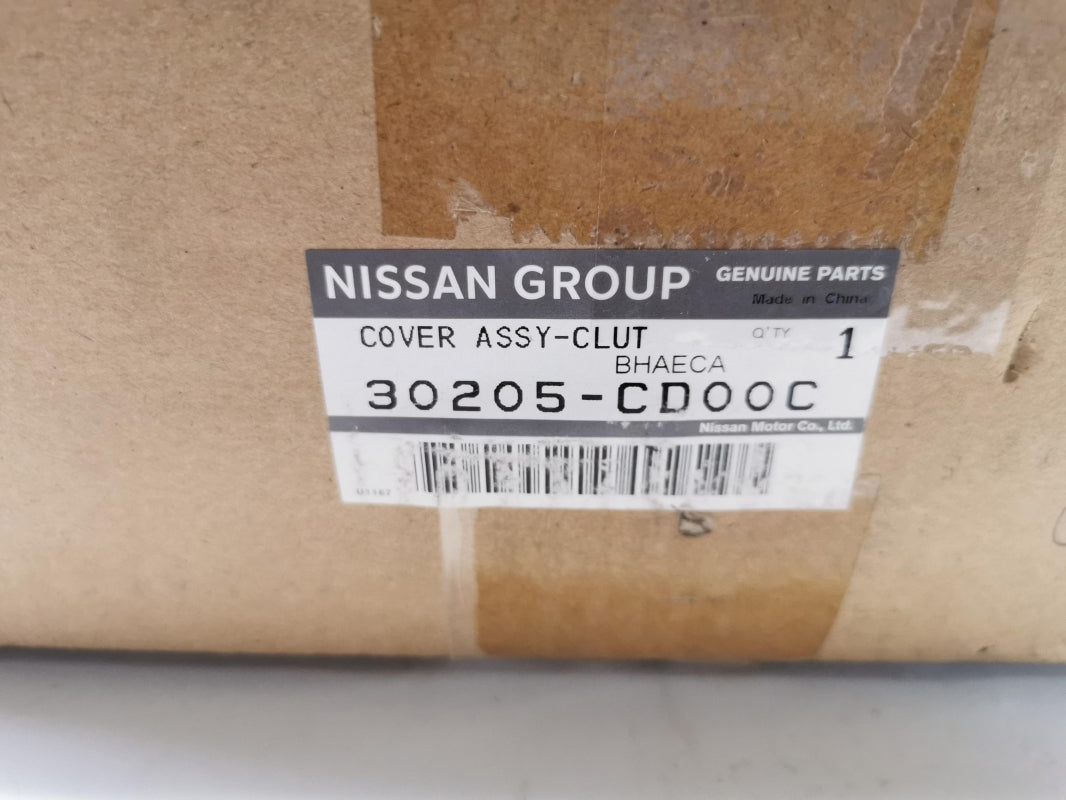 NISSAN GROUP GENUINE PARTS
Made in China
COVER ASSY-CLUT Q'TY 1
BHAECA
30205-CD00C
Nissan Motor Co., Ltd.
U1167
B